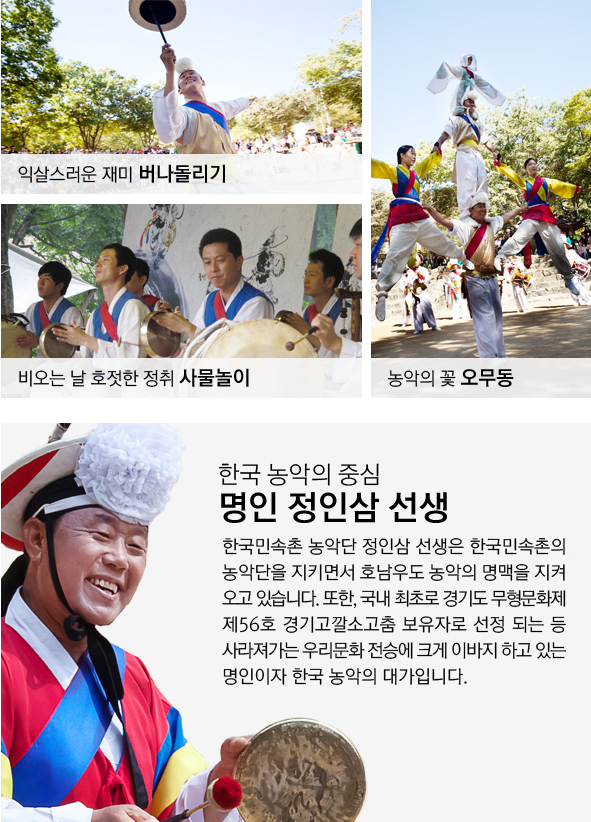 익살스러운 재미 버나돌리기
비오는 날 호젓한 정취 사물놀이
농악의 꽃 오무동
한국 농악의 중심
명인 정인삼 선생
한국민속촌 농악단 정인삼 선생은 한국민속촌의
농악단을 지키면서 호남우도 농악의 명맥을 지켜
오고 있습니다. 또한, 국내 최초로 경기도 무형문화제
제56호 경기고깔소고춤 보유자로 선정 되는 등
사라져가는 우리문화 전승에 크게 이바지 하고 있는
명인이자 한국 농악의 대가입니다.